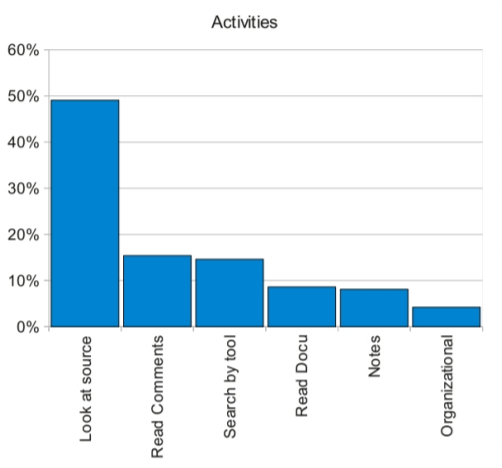 Activities
60%
50%
40%
30%
20%
10%
0%
Look at source
Read Comments
Search by tool
Read Docu
Notes
Organizational